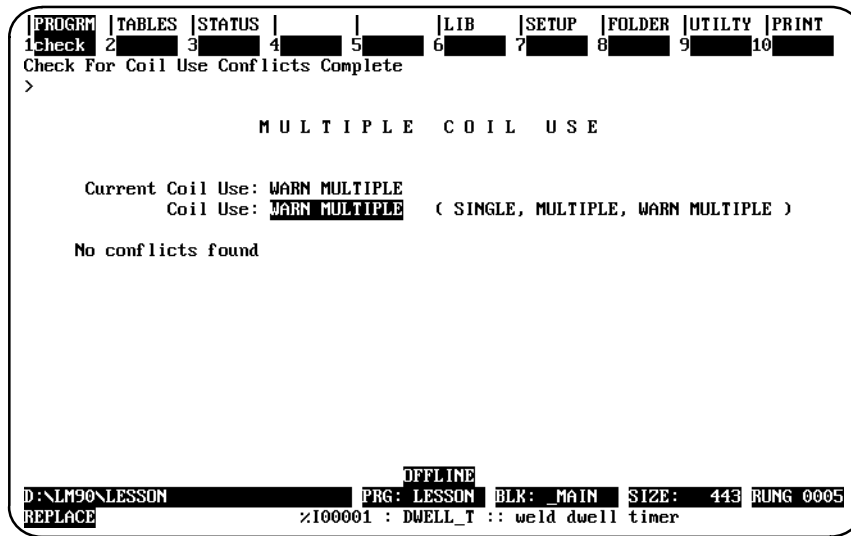 |PROGRM |TABLES |STATUS | | |LIB |SETUP |FOLDER |UTILTY |PRINT
1check 2 3 4 5 6 7 8 9 10
Check For Coil Use Conflicts Complete
>
M U L T I P L E C O I L U S E
Current Coil Use: WARN MULTIPLE
Coil Use: WARN MULTIPLE ( SINGLE, MULTIPLE, WARN MULTIPLE )
No conflicts found
OFFLINE
D:\LM90\LESSON PRG: LESSON BLK: _MAIN SIZE: 443 RUNG 0005
REPLACE %I00001 : DWELL_T :: weld dwell timer